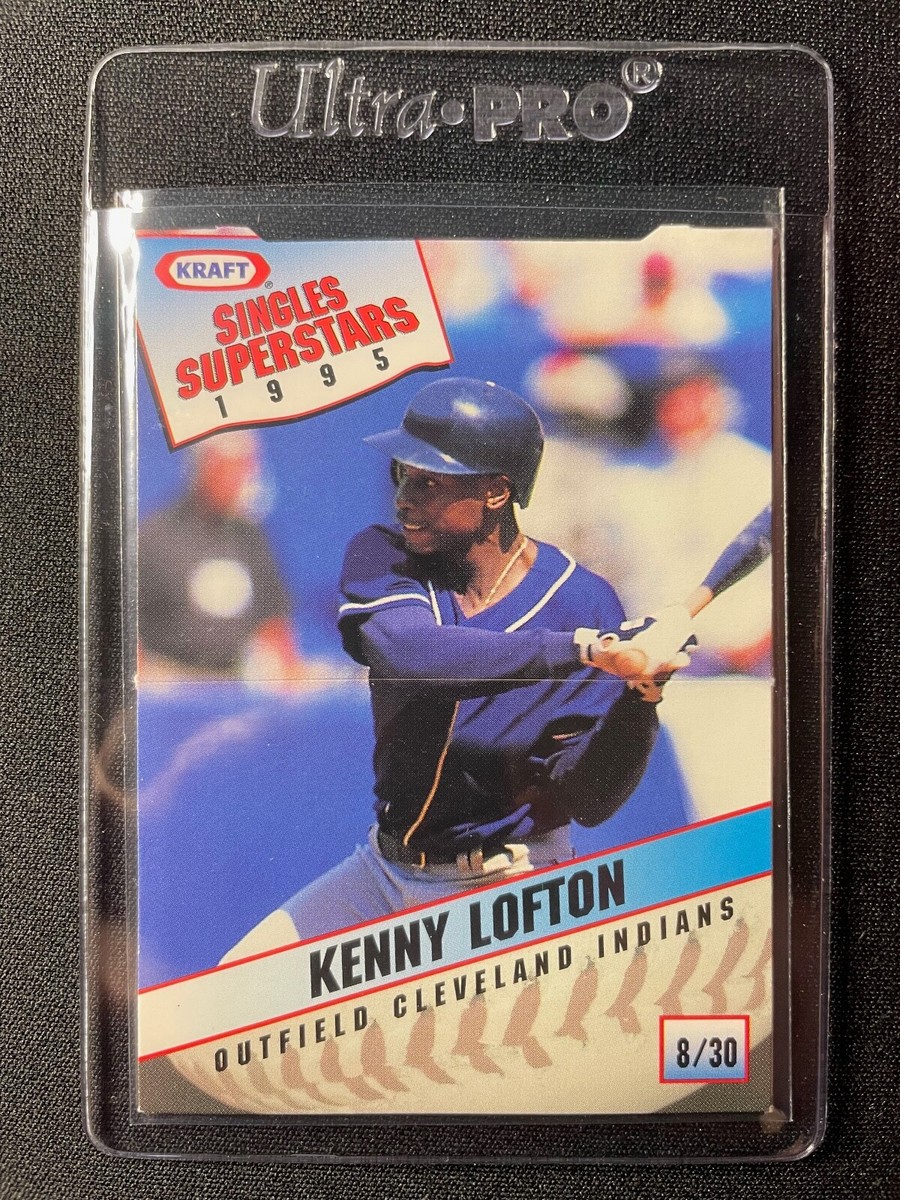 Ultra·PRO®
KRAFT®
SINGLES
SUPERSTARS
1995
KENNY LOFTON
OUTFIELD CLEVELAND INDIANS
8/30